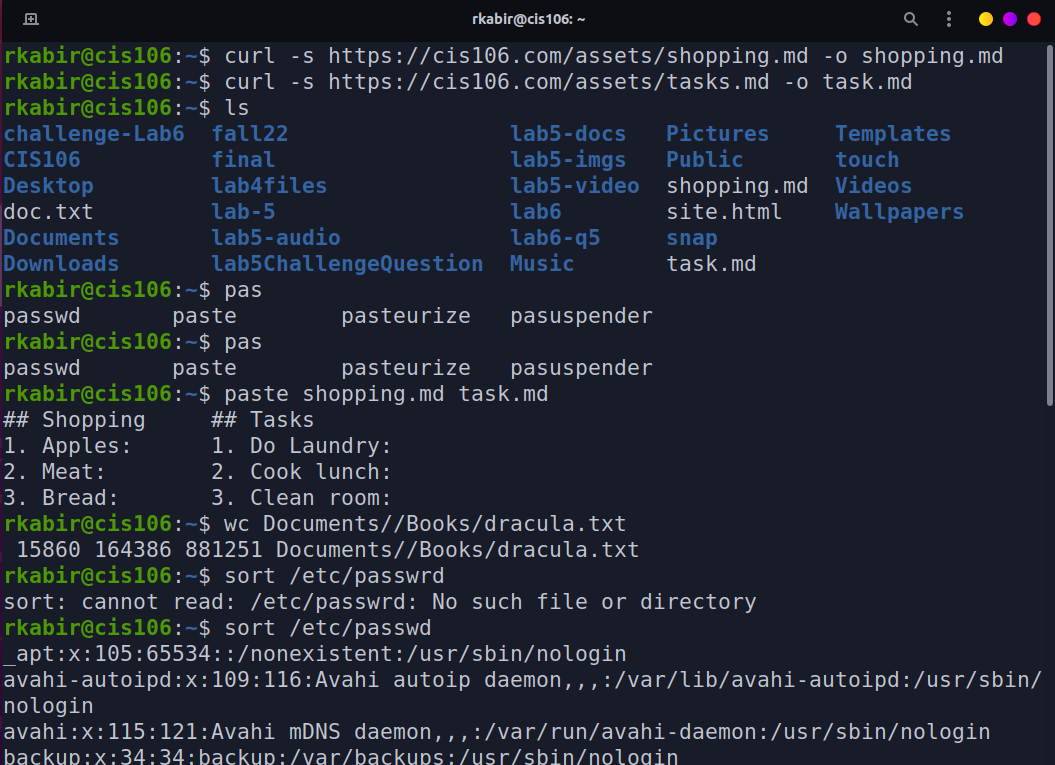 rkabir@cis106: ~
rkabir@cis106:~$ curl -s https://cis106.com/assets/shopping.md -o shopping.md
rkabir@cis106:~$ curl -s https://cis106.com/assets/tasks.md -o task.md
rkabir@cis106:~$ ls
challenge-Lab6  fall22                 lab5-docs   Pictures     Templates
CIS106          final                  lab5-imgs   Public       touch
Desktop         lab4files              lab5-video  shopping.md  Videos
doc.txt         lab-5                  lab6        site.html    Wallpapers
Documents       lab5-audio             lab6-q5     snap
Downloads       lab5ChallengeQuestion  Music       task.md
rkabir@cis106:~$ pas
passwd       paste        pasteurize   pasuspender
rkabir@cis106:~$ pas
passwd       paste        pasteurize   pasuspender
rkabir@cis106:~$ paste shopping.md task.md
## Shopping     ## Tasks
1. Apples:      1. Do Laundry:
2. Meat:        2. Cook lunch:
3. Bread:       3. Clean room:
rkabir@cis106:~$ wc Documents//Books/dracula.txt
 15860 164386 881251 Documents//Books/dracula.txt
rkabir@cis106:~$ sort /etc/passwrd
sort: cannot read: /etc/passwrd: No such file or directory
rkabir@cis106:~$ sort /etc/passwd
_apt:x:105:65534::/nonexistent:/usr/sbin/nologin
avahi-autoipd:x:109:116:Avahi autoip daemon,,,:/var/lib/avahi-autoipd:/usr/sbin/
nologin
avahi:x:115:121:Avahi mDNS daemon,,,:/var/run/avahi-daemon:/usr/sbin/nologin
backup:x:34:34:backup:/var/backups:/usr/sbin/nologin